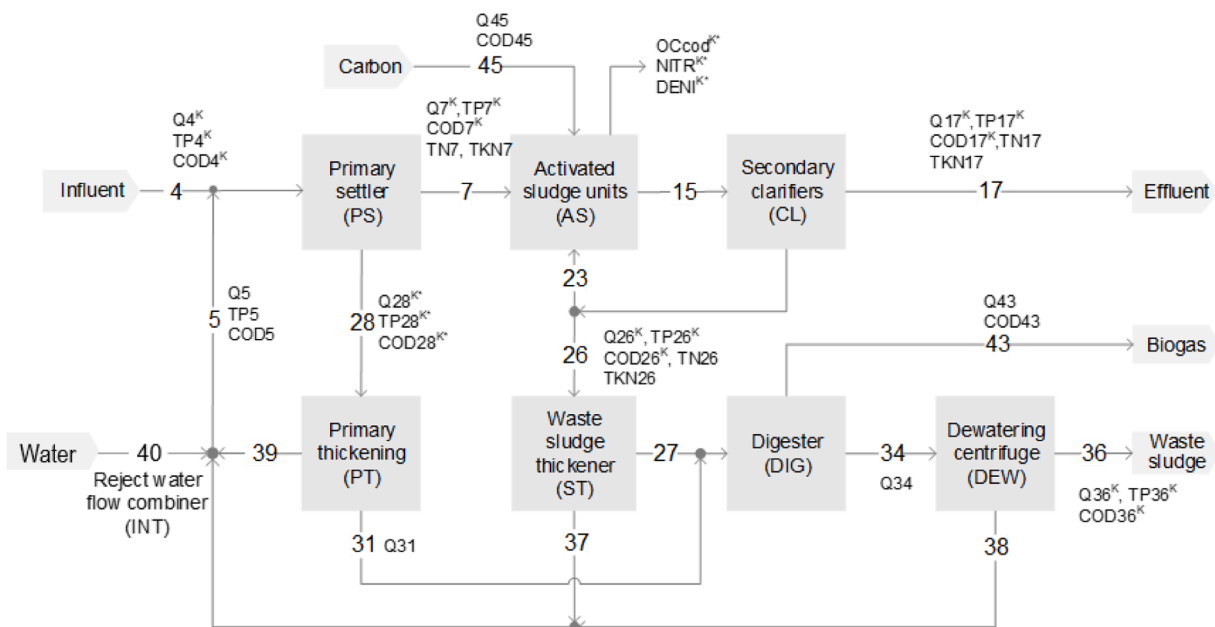 Q45
COD45
Carbon
45
OCcod^K*
NITR^K*
DENI^K*
Q4^K
TP4^K
COD4^K
Q7^K,TP7^K
COD7^K
TN7, TKN7
Q17^K,TP17^K
COD17^K,TN17
TKN17
Influent
4
Primary
settler
(PS)
7
Activated
sludge units
(AS)
15
Secondary
clarifiers
(CL)
17
Effluent
23
5
Q5
TP5
COD5
28
Q28^K*
TP28^K*
COD28^K*
26
Q26^K, TP26^K
COD26^K, TN26
TKN26
Q43
COD43
43
Biogas
Water
40
Reject water
flow combiner
(INT)
39
Primary
thickening
(PT)
Waste
sludge
thickener
(ST)
27
Digester
(DIG)
34
Q34
Dewatering
centrifuge
(DEW)
36
Waste
sludge
Q36^K, TP36^K
COD36^K
31
Q31
37
38